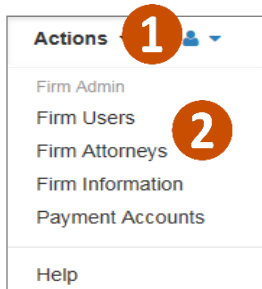 Actions 1
Firm Admin
Firm Users
2
Firm Attorneys
Firm Information
Payment Accounts
Help